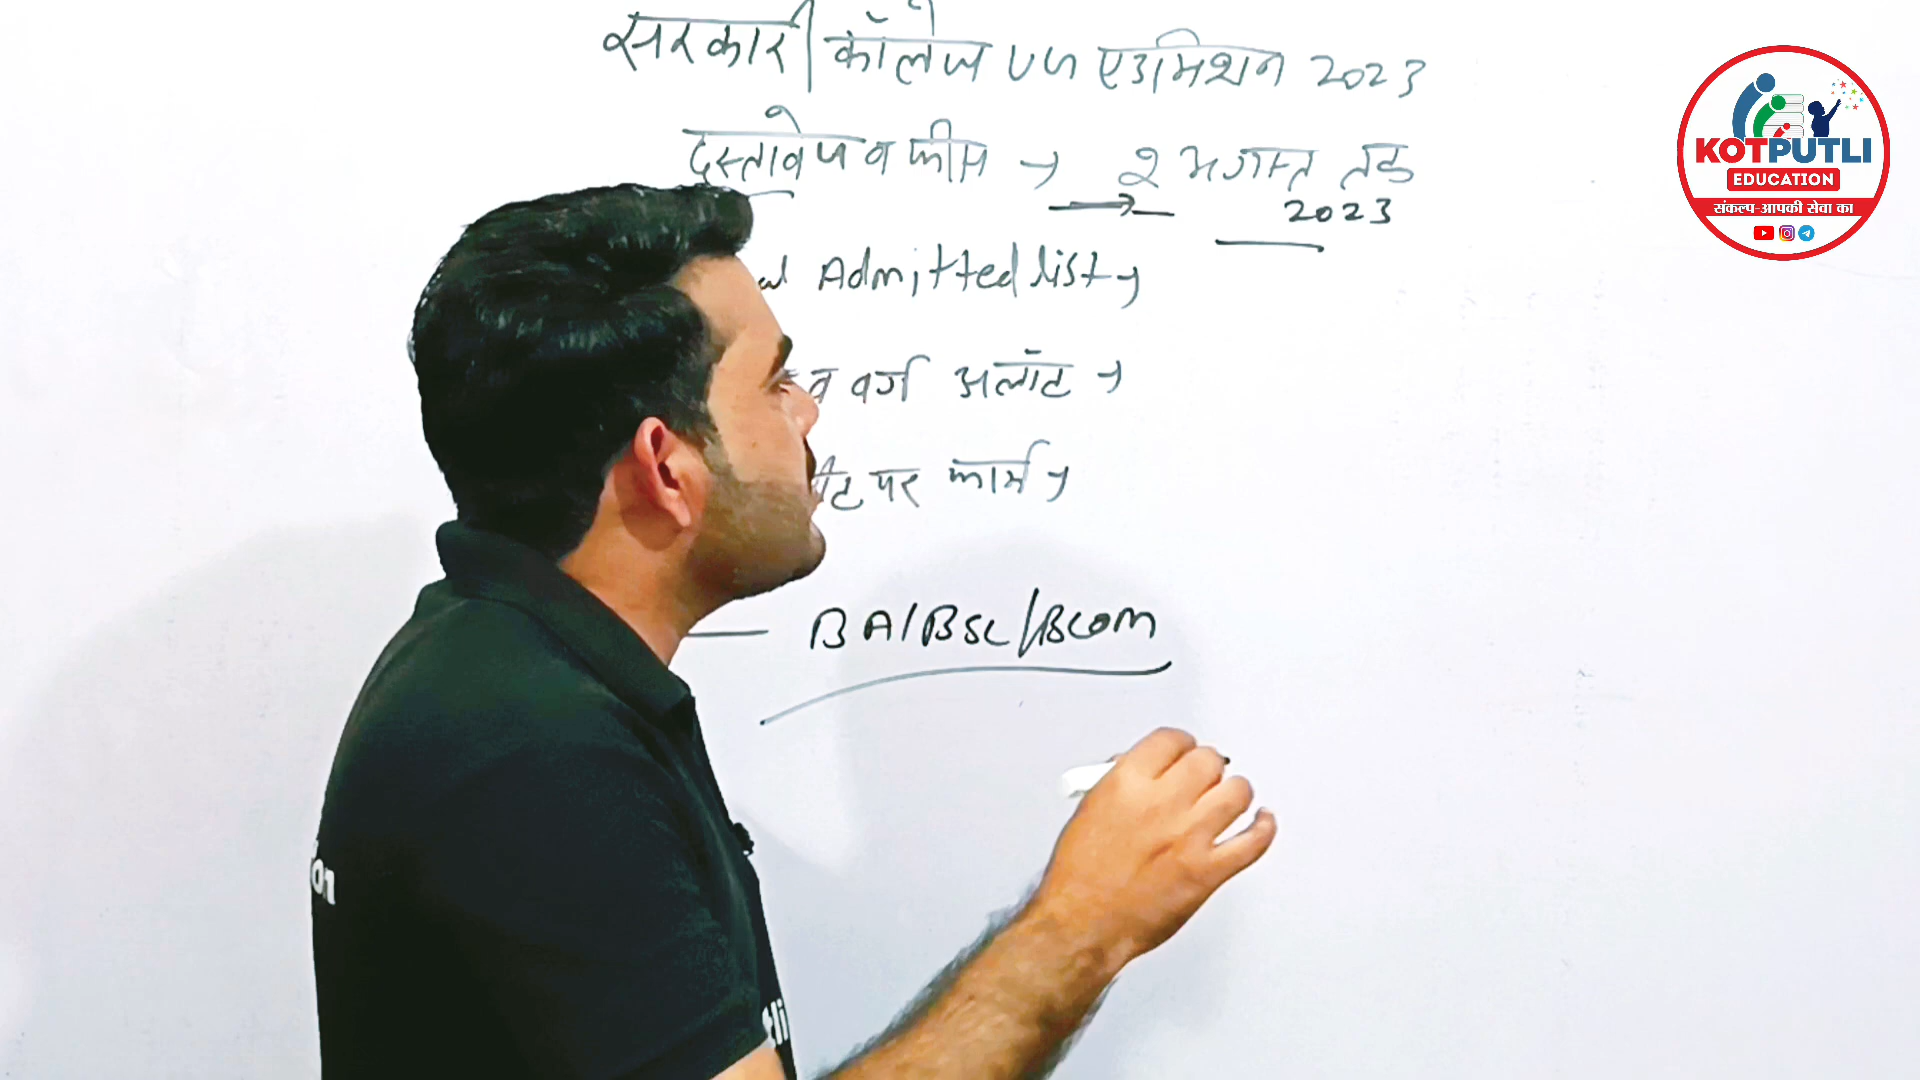 सरकारी कॉलेज UG एडमिशन 2023
दस्तावेज व फीस → 2 अगस्त तक
2023
Admitted list →
व वर्ग अलॉट →
पर फार्म →
BA/BSC/BCOM
KOTPUTLI
EDUCATION
संकल्प-आपकी सेवा का